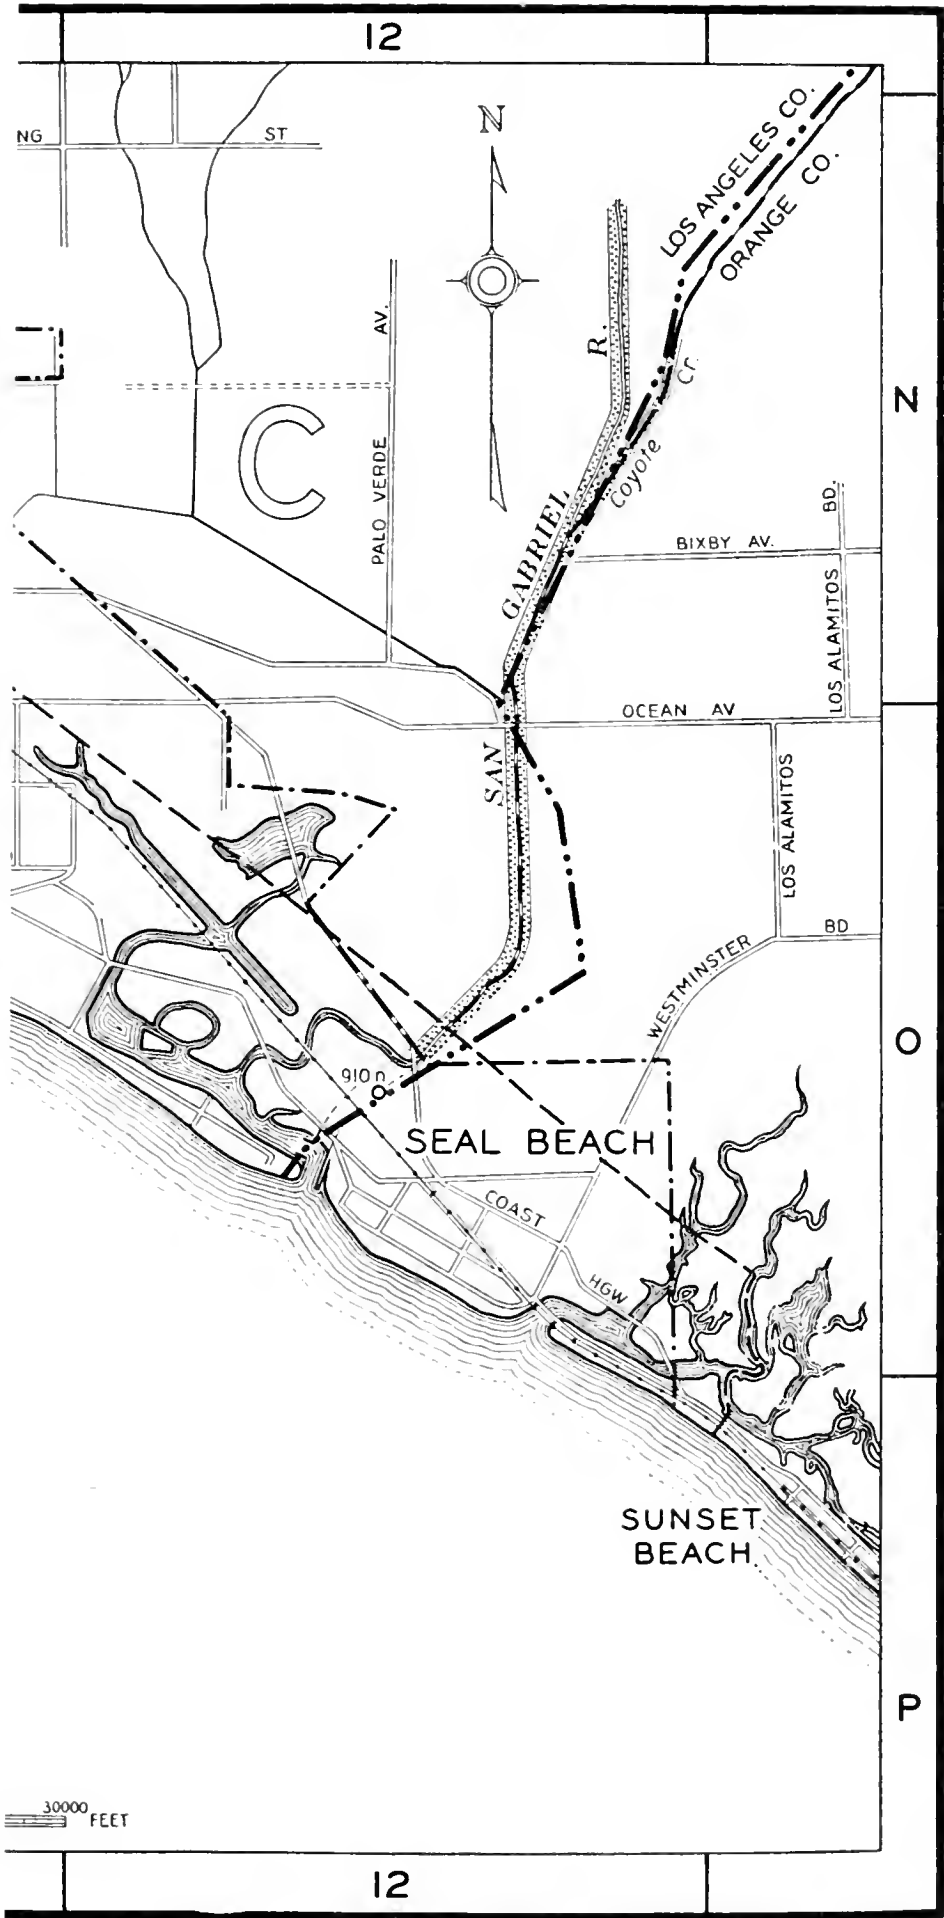 12
NG
ST
N
LOS ANGELES CO.
ORANGE CO.
AV.
PALO VERDE
R.
Cr.
Coyote
C
N
GABRIEL
BIXBY AV.
BD.
LOS ALAMITOS
OCEAN AV
SAN
LOS ALAMITOS
WESTMINSTER
BD
O
910n
SEAL BEACH
COAST
HGW
SUNSET
BEACH
P
30000
FEET
12